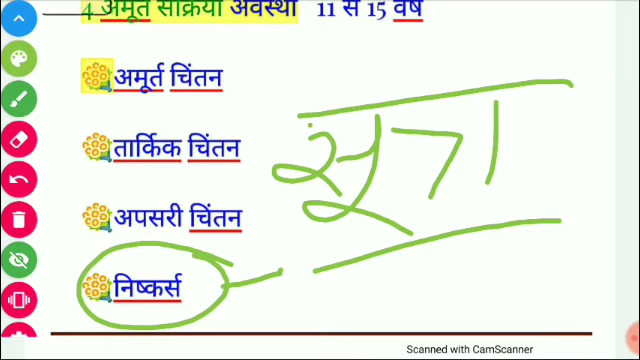 4 अमूर्त अवस्था 11 से 15 वर्ष
अमूर्त चिंतन
तार्किक चिंतन
अपसरी चिंतन
निष्कर्स
Scanned with CamScanner